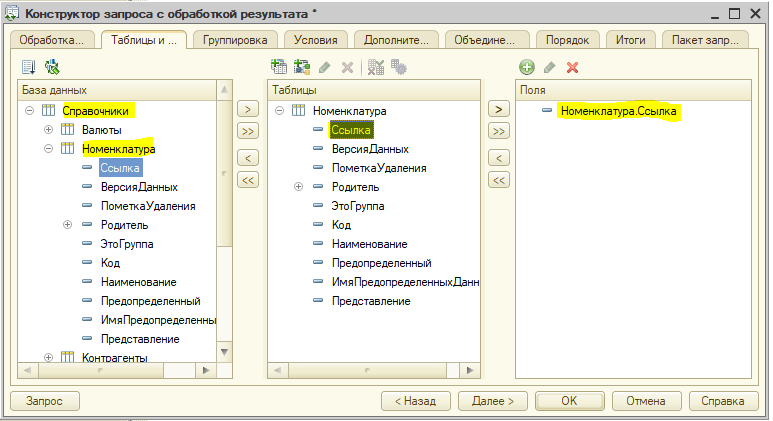 Конструктор запроса с обработкой результата *
Обработка...
Таблицы и ...
Группировка
Условия
Дополните...
Объедине...
Порядок
Итоги
Пакет запр...
База данных
Справочники
Валюты
Номенклатура
Ссылка
ВерсияДанных
ПометкаУдаления
Родитель
ЭтоГруппа
Код
Наименование
Предопределенный
ИмяПредопределенны
Представление
Контрагенты
>
>>
<
<<
Таблицы
Номенклатура
Ссылка
ВерсияДанных
ПометкаУдаления
Родитель
ЭтоГруппа
Код
Наименование
Предопределенный
ИмяПредопределенныхДанн
Представление
>
>>
<
<<
Поля
Номенклатура.Ссылка
Запрос
< Назад
Далее >
OK
Отмена
Справка